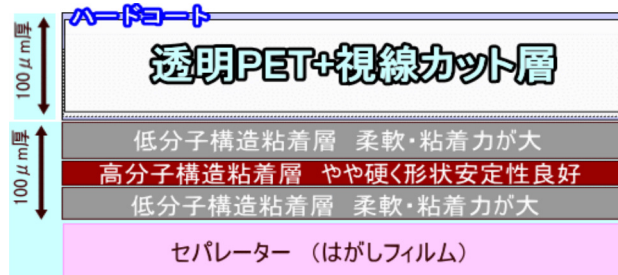 ハードコート
100μm厚
透明PET+視線カット層
100μm厚
低分子構造粘着層 柔軟・粘着力が大
高分子構造粘着層 やや硬く形状安定性良好
低分子構造粘着層 柔軟・粘着力が大
セパレーター (はがしフィルム)